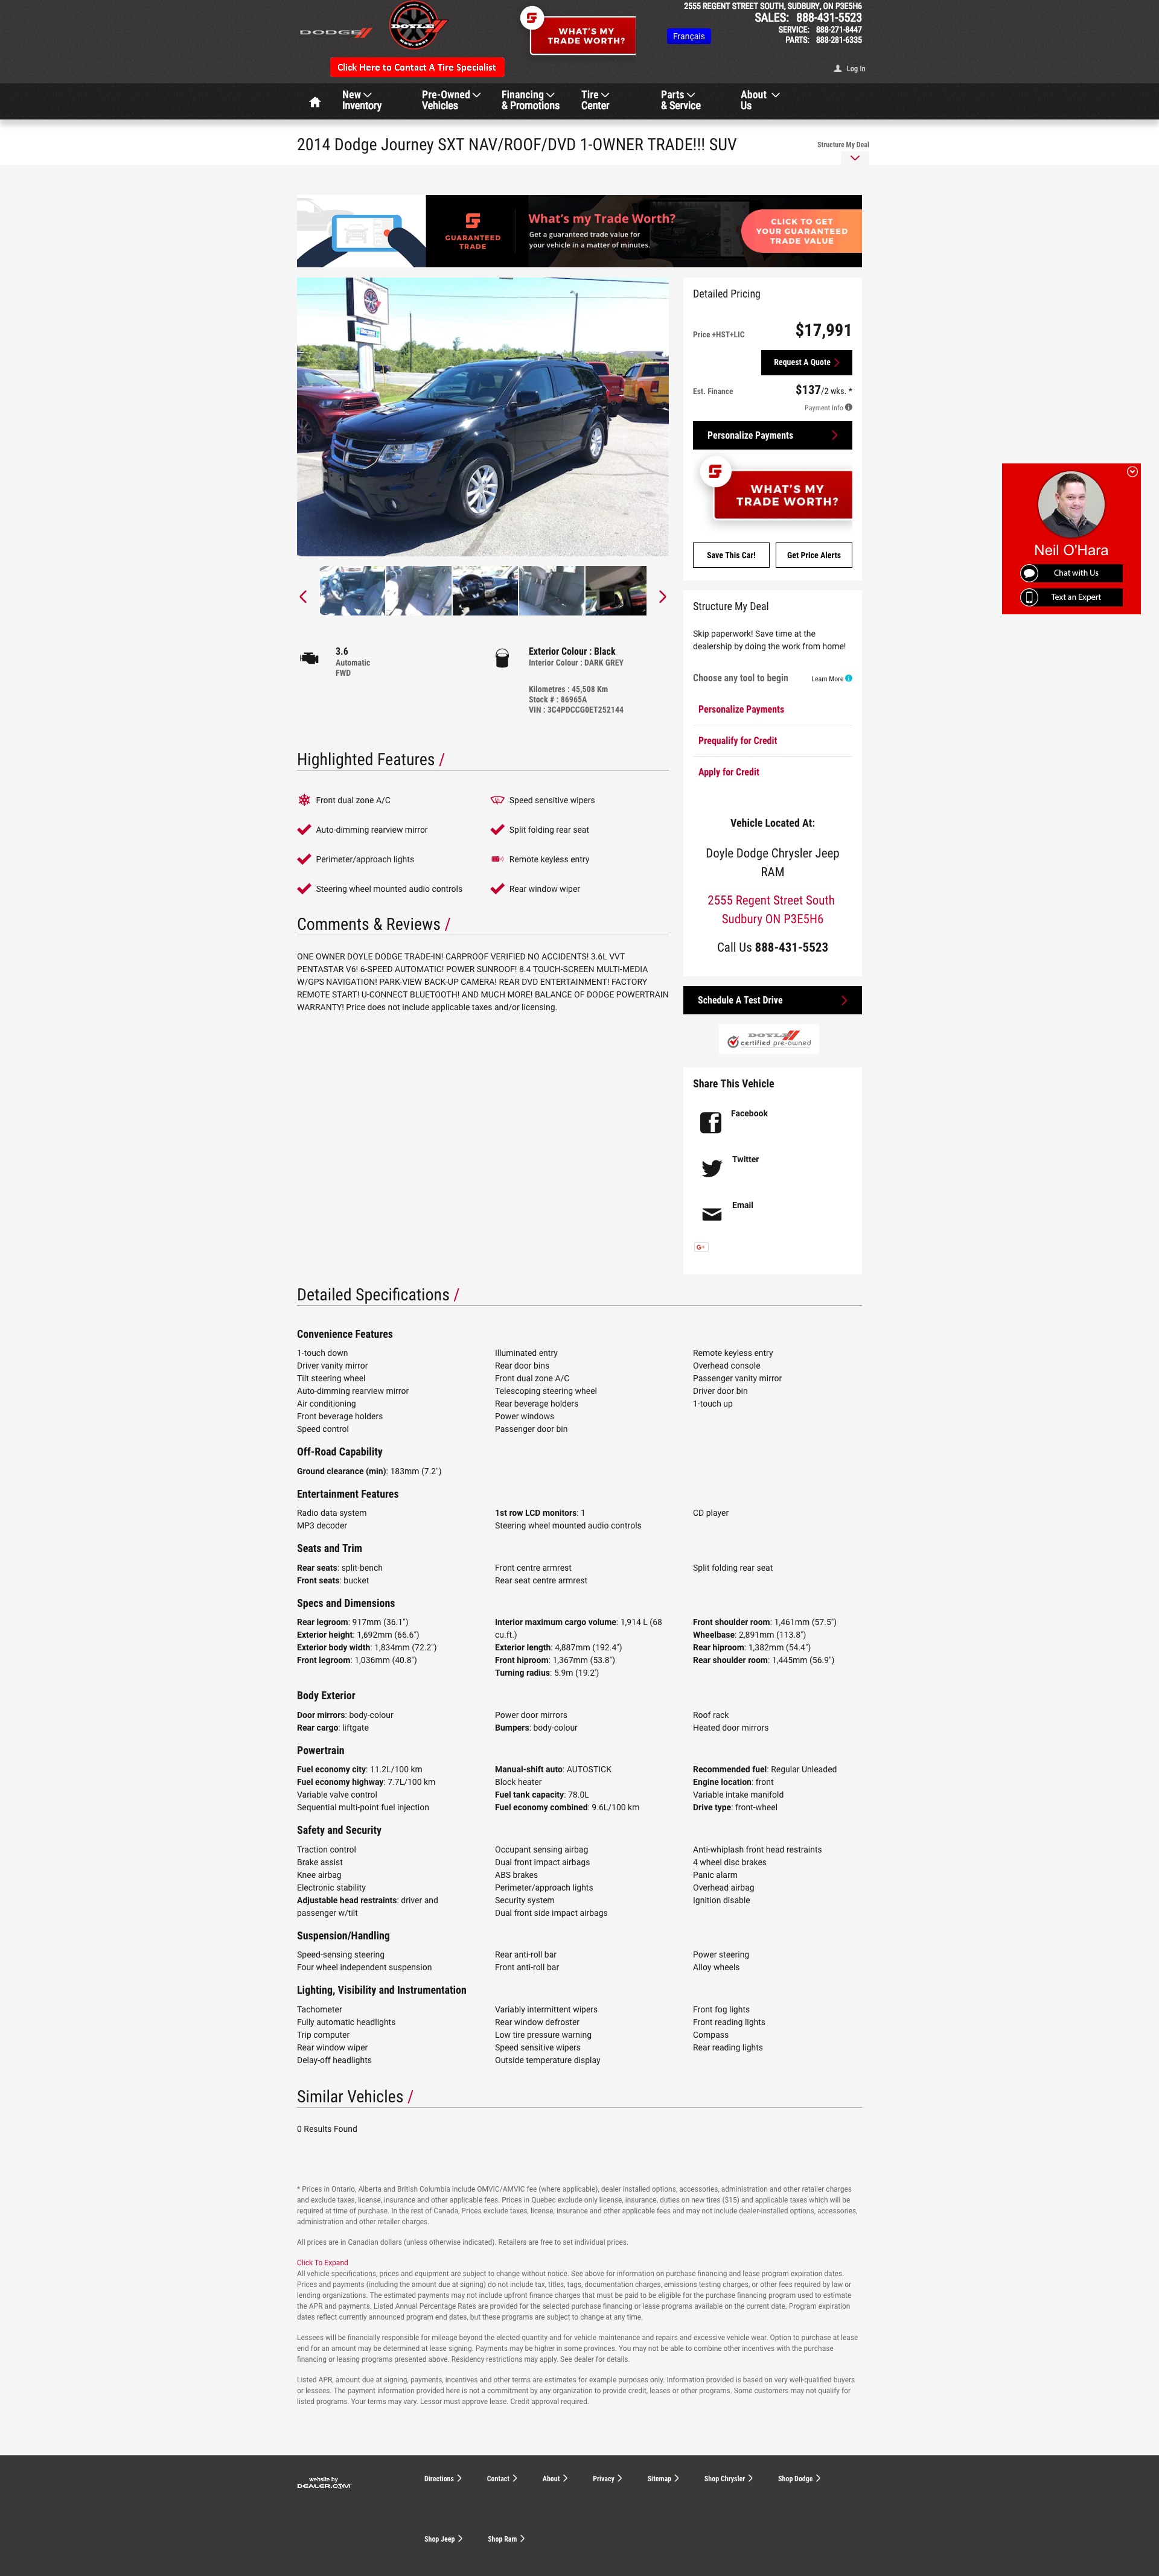 2555 REGENT STREET SOUTH, SUDBURY, ON P3E5H6
SALES: 888-431-5523
SERVICE: 888-271-8447
PARTS: 888-281-6335
DODGE
DOYLE
WHAT'S MY
TRADE WORTH?
Français
Click Here to Contact A Tire Specialist
Log In
New
Inventory
Pre-Owned
Vehicles
Financing
& Promotions
Tire
Center
Parts
& Service
About
Us
2014 Dodge Journey SXT NAV/ROOF/DVD 1-OWNER TRADE!!! SUV
Structure My Deal
GUARANTEED
TRADE
What's my Trade Worth?
Get a guaranteed trade value for
your vehicle in a matter of minutes.
CLICK TO GET
YOUR GUARANTEED
TRADE VALUE
Detailed Pricing
Price +HST+LIC
$17,991
Request A Quote
Est. Finance
$137/2 wks. *
Payment Info
Personalize Payments
WHAT'S MY
TRADE WORTH?
Save This Car!
Get Price Alerts
Neil O'Hara
Chat with Us
Text an Expert
3.6
Automatic
FWD
Exterior Colour : Black
Interior Colour : DARK GREY
Kilometres : 45,508 Km
Stock # : 86965A
VIN : 3C4PDCCG0ET252144
Structure My Deal
Skip paperwork! Save time at the
dealership by doing the work from home!
Choose any tool to begin
Learn More
Personalize Payments
Prequalify for Credit
Apply for Credit
Vehicle Located At:
Doyle Dodge Chrysler Jeep
RAM
2555 Regent Street South
Sudbury ON P3E5H6
Call Us 888-431-5523
Schedule A Test Drive
DOYLE
certified pre-owned
Share This Vehicle
Facebook
Twitter
Email
G+
Highlighted Features /
Front dual zone A/C
Speed sensitive wipers
Auto-dimming rearview mirror
Split folding rear seat
Perimeter/approach lights
Remote keyless entry
Steering wheel mounted audio controls
Rear window wiper
Comments & Reviews /
ONE OWNER DOYLE DODGE TRADE-IN! CARPROOF VERIFIED NO ACCIDENTS! 3.6L VVT
PENTASTAR V6! 6-SPEED AUTOMATIC! POWER SUNROOF! 8.4 TOUCH-SCREEN MULTI-MEDIA
W/GPS NAVIGATION! PARK-VIEW BACK-UP CAMERA! REAR DVD ENTERTAINMENT! FACTORY
REMOTE START! U-CONNECT BLUETOOTH! AND MUCH MORE! BALANCE OF DODGE POWERTRAIN
WARRANTY! Price does not include applicable taxes and/or licensing.
Detailed Specifications /
Convenience Features
1-touch down
Driver vanity mirror
Tilt steering wheel
Auto-dimming rearview mirror
Air conditioning
Front beverage holders
Speed control
Illuminated entry
Rear door bins
Front dual zone A/C
Telescoping steering wheel
Rear beverage holders
Power windows
Passenger door bin
Remote keyless entry
Overhead console
Passenger vanity mirror
Driver door bin
1-touch up
Off-Road Capability
Ground clearance (min): 183mm (7.2")
Entertainment Features
Radio data system
MP3 decoder
1st row LCD monitors: 1
Steering wheel mounted audio controls
CD player
Seats and Trim
Rear seats: split-bench
Front seats: bucket
Front centre armrest
Rear seat centre armrest
Split folding rear seat
Specs and Dimensions
Rear legroom: 917mm (36.1")
Exterior height: 1,692mm (66.6")
Exterior body width: 1,834mm (72.2")
Front legroom: 1,036mm (40.8")
Interior maximum cargo volume: 1,914 L (68
cu.ft.)
Exterior length: 4,887mm (192.4")
Front hiproom: 1,367mm (53.8")
Turning radius: 5.9m (19.2')
Front shoulder room: 1,461mm (57.5")
Wheelbase: 2,891mm (113.8")
Rear hiproom: 1,382mm (54.4")
Rear shoulder room: 1,445mm (56.9")
Body Exterior
Door mirrors: body-colour
Rear cargo: liftgate
Power door mirrors
Bumpers: body-colour
Roof rack
Heated door mirrors
Powertrain
Fuel economy city: 11.2L/100 km
Fuel economy highway: 7.7L/100 km
Variable valve control
Sequential multi-point fuel injection
Manual-shift auto: AUTOSTICK
Block heater
Fuel tank capacity: 78.0L
Fuel economy combined: 9.6L/100 km
Recommended fuel: Regular Unleaded
Engine location: front
Variable intake manifold
Drive type: front-wheel
Safety and Security
Traction control
Brake assist
Knee airbag
Electronic stability
Adjustable head restraints: driver and
passenger w/tilt
Occupant sensing airbag
Dual front impact airbags
ABS brakes
Perimeter/approach lights
Security system
Dual front side impact airbags
Anti-whiplash front head restraints
4 wheel disc brakes
Panic alarm
Overhead airbag
Ignition disable
Suspension/Handling
Speed-sensing steering
Four wheel independent suspension
Rear anti-roll bar
Front anti-roll bar
Power steering
Alloy wheels
Lighting, Visibility and Instrumentation
Tachometer
Fully automatic headlights
Trip computer
Rear window wiper
Delay-off headlights
Variably intermittent wipers
Rear window defroster
Low tire pressure warning
Speed sensitive wipers
Outside temperature display
Front fog lights
Front reading lights
Compass
Rear reading lights
Similar Vehicles /
0 Results Found
* Prices in Ontario, Alberta and British Columbia include OMVIC/AMVIC fee (where applicable), dealer installed options, accessories, administration and other retailer charges
and exclude taxes, license, insurance and other applicable fees. Prices in Quebec exclude only license, insurance, duties on new tires ($15) and applicable taxes which will be
required at time of purchase. In the rest of Canada, Prices exclude taxes, license, insurance and other applicable fees and may not include dealer-installed options, accessories,
administration and other retailer charges.
All prices are in Canadian dollars (unless otherwise indicated). Retailers are free to set individual prices.
Click To Expand
All vehicle specifications, prices and equipment are subject to change without notice. See above for information on purchase financing and lease program expiration dates.
Prices and payments (including the amount due at signing) do not include tax, titles, tags, documentation charges, emissions testing charges, or other fees required by law or
lending organizations. The estimated payments may not include upfront finance charges that must be paid to be eligible for the purchase financing program used to estimate
the APR and payments. Listed Annual Percentage Rates are provided for the selected purchase financing or lease programs available on the current date. Program expiration
dates reflect currently announced program end dates, but these programs are subject to change at any time.
Lessees will be financially responsible for mileage beyond the elected quantity and for vehicle maintenance and repairs and excessive vehicle wear. Option to purchase at lease
end for an amount may be determined at lease signing. Payments may be higher in some provinces. You may not be able to combine other incentives with the purchase
financing or leasing programs presented above. Residency restrictions may apply. See dealer for details.
Listed APR, amount due at signing, payments, incentives and other terms are estimates for example purposes only. Information provided is based on very well-qualified buyers
or lessees. The payment information provided here is not a commitment by any organization to provide credit, leases or other programs. Some customers may not qualify for
listed programs. Your terms may vary. Lessor must approve lease. Credit approval required.
website by
DEALER.COM
Directions
Contact
About
Privacy
Sitemap
Shop Chrysler
Shop Dodge
Shop Jeep
Shop Ram